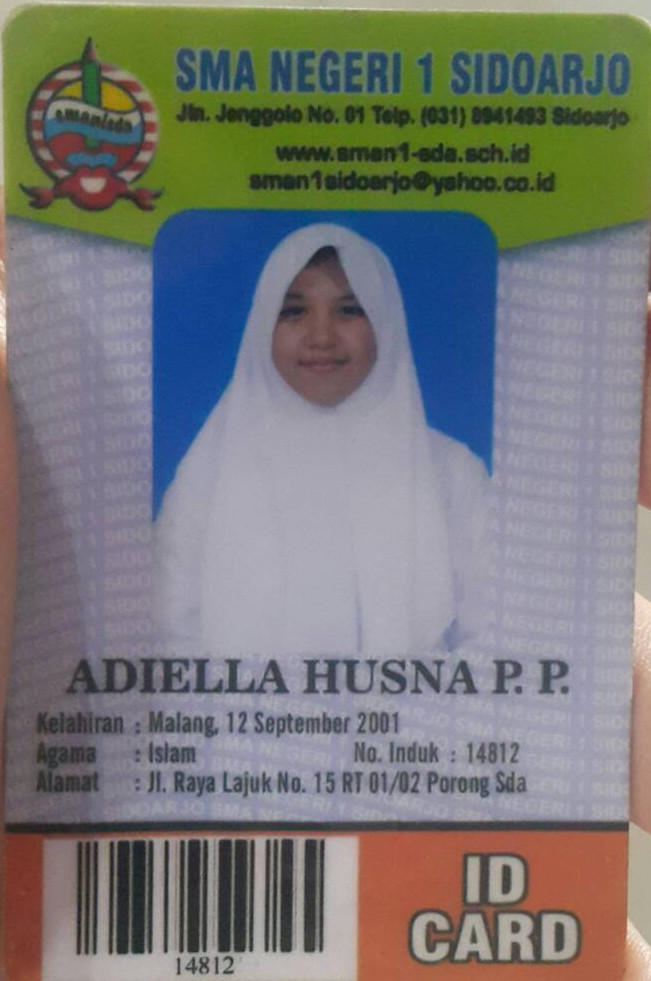 smanisda
SMA NEGERI 1 SIDOARJO
Jln. Jenggolo No. 01 Telp. (031) 8941493 Sidoarjo
www.sman1-sda.sch.id
sman1sidoarjo@yahoo.co.id
ADIELLA HUSNA P. P.
Kelahiran : Malang, 12 September 2001
Agama : Islam No. Induk : 14812
Alamat : Jl. Raya Lajuk No. 15 RT 01/02 Porong Sda
14812
ID
CARD